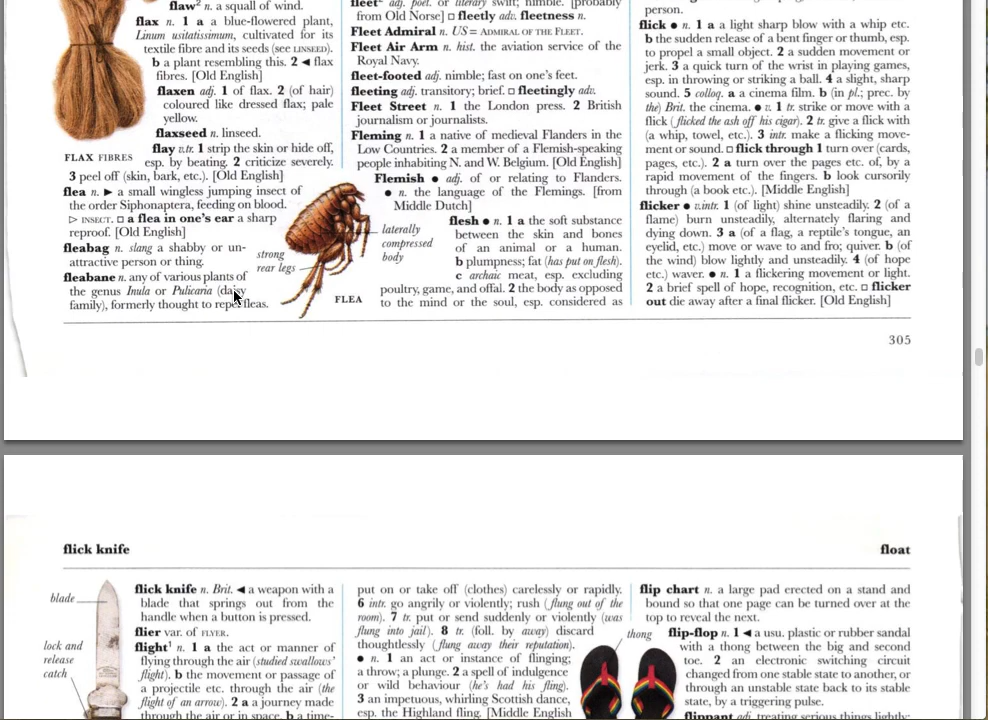 flaw² n. a squall of wind.
flax n. 1 a a blue-flowered plant,
Linum usitatissimum, cultivated for its
textile fibre and its seeds (see LINSEED).
b a plant resembling this. 2 ◄ flax
fibres. [Old English]
flaxen adj. 1 of flax. 2 (of hair)
coloured like dressed flax; pale
yellow.
flaxseed n. linseed.
flay v.tr. 1 strip the skin or hide off,
esp. by beating. 2 criticize severely.
3 peel off (skin, bark, etc.). [Old English]
FLAX FIBRES
flea n. ► a small wingless jumping insect of
the order Siphonaptera, feeding on blood.
▷ INSECT. □ a flea in one's ear a sharp
reproof. [Old English]
fleabag n. slang a shabby or un-
attractive person or thing.
fleabane n. any of various plants of
the genus Inula or Pulicaria (daisy
family), formerly thought to repel fleas.
strong
rear legs
laterally
compressed
body
FLEA
fleet² adj. poet. or literary swift; nimble. [probably
from Old Norse] □ fleetly adv. fleetness n.
Fleet Admiral n. US = ADMIRAL OF THE FLEET.
Fleet Air Arm n. hist. the aviation service of the
Royal Navy.
fleet-footed adj. nimble; fast on one's feet.
fleeting adj. transitory; brief. □ fleetingly adv.
Fleet Street n. 1 the London press. 2 British
journalism or journalists.
Fleming n. 1 a native of medieval Flanders in the
Low Countries. 2 a member of a Flemish-speaking
people inhabiting N. and W. Belgium. [Old English]
Flemish ● adj. of or relating to Flanders.
● n. the language of the Flemings. [from
Middle Dutch]
flesh ● n. 1 a the soft substance
between the skin and bones
of an animal or a human.
b plumpness; fat (has put on flesh).
c archaic meat, esp. excluding
poultry, game, and offal. 2 the body as opposed
to the mind or the soul, esp. considered as
person.
flick ● n. 1 a a light sharp blow with a whip etc.
b the sudden release of a bent finger or thumb, esp.
to propel a small object. 2 a sudden movement or
jerk. 3 a quick turn of the wrist in playing games,
esp. in throwing or striking a ball. 4 a slight, sharp
sound. 5 colloq. a a cinema film. b (in pl.; prec. by
the) Brit. the cinema. ● v. 1 tr. strike or move with a
flick (flicked the ash off his cigar). 2 tr. give a flick with
(a whip, towel, etc.). 3 intr. make a flicking move-
ment or sound. □ flick through 1 turn over (cards,
pages, etc.). 2 a turn over the pages etc. of, by a
rapid movement of the fingers. b look cursorily
through (a book etc.). [Middle English]
flicker ● v.intr. 1 (of light) shine unsteadily. 2 (of a
flame) burn unsteadily, alternately flaring and
dying down. 3 a (of a flag, a reptile's tongue, an
eyelid, etc.) move or wave to and fro; quiver. b (of
the wind) blow lightly and unsteadily. 4 (of hope
etc.) waver. ● n. 1 a flickering movement or light.
2 a brief spell of hope, recognition, etc. □ flicker
out die away after a final flicker. [Old English]
305
flick knife
float
blade
lock and
release
catch
flick knife n. Brit. ◄ a weapon with a
blade that springs out from the
handle when a button is pressed.
flier var. of FLYER.
flight¹ n. 1 a the act or manner of
flying through the air (studied swallows'
flight). b the movement or passage of
a projectile etc. through the air (the
flight of an arrow). 2 a a journey made
through the air or in space. b a time-
put on or take off (clothes) carelessly or rapidly.
6 intr. go angrily or violently; rush (flung out of the
room). 7 tr. put or send suddenly or violently (was
flung into jail). 8 tr. (foll. by away) discard
thoughtlessly (flung away their reputation).
● n. 1 an act or instance of flinging;
a throw; a plunge. 2 a spell of indulgence
or wild behaviour (he's had his fling).
3 an impetuous, whirling Scottish dance,
esp. the Highland fling. [Middle English
thong
flip chart n. a large pad erected on a stand and
bound so that one page can be turned over at the
top to reveal the next.
flip-flop n. 1 ◄ a usu. plastic or rubber sandal
with a thong between the big and second
toe. 2 an electronic switching circuit
changed from one stable state to another, or
through an unstable state back to its stable
state, by a triggering pulse.
flippant adj. treating serious things lightly;